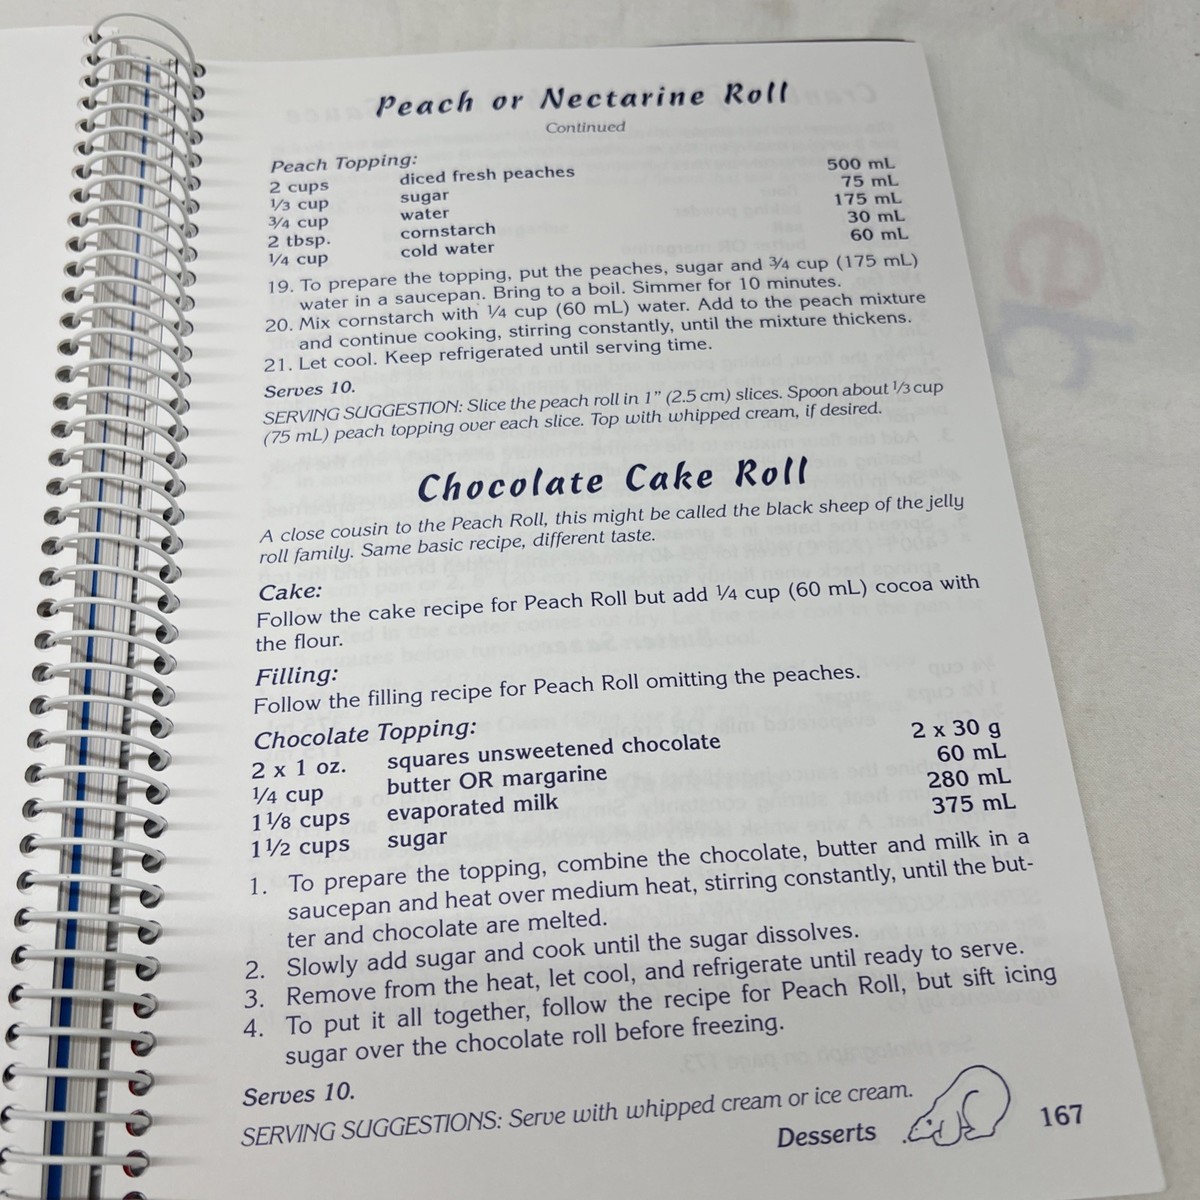 Peach or Nectarine Roll
Continued
Peach Topping:
2 cups diced fresh peaches 500 mL
1/3 cup sugar 75 mL
3/4 cup water 175 mL
2 tbsp. cornstarch 30 mL
1/4 cup cold water 60 mL
19. To prepare the topping, put the peaches, sugar and 3/4 cup (175 mL)
water in a saucepan. Bring to a boil. Simmer for 10 minutes.
20. Mix cornstarch with 1/4 cup (60 mL) water. Add to the peach mixture
and continue cooking, stirring constantly, until the mixture thickens.
21. Let cool. Keep refrigerated until serving time.
Serves 10.
SERVING SUGGESTION: Slice the peach roll in 1" (2.5 cm) slices. Spoon about 1/3 cup
(75 mL) peach topping over each slice. Top with whipped cream, if desired.
Chocolate Cake Roll
A close cousin to the Peach Roll, this might be called the black sheep of the jelly
roll family. Same basic recipe, different taste.
Cake:
Follow the cake recipe for Peach Roll but add 1/4 cup (60 mL) cocoa with
the flour.
Filling:
Follow the filling recipe for Peach Roll omitting the peaches.
Chocolate Topping:
2 x 1 oz. squares unsweetened chocolate 2 x 30 g
1/4 cup butter OR margarine 60 mL
1 1/8 cups evaporated milk 280 mL
1 1/2 cups sugar 375 mL
1. To prepare the topping, combine the chocolate, butter and milk in a
saucepan and heat over medium heat, stirring constantly, until the but-
ter and chocolate are melted.
2. Slowly add sugar and cook until the sugar dissolves.
3. Remove from the heat, let cool, and refrigerate until ready to serve.
4. To put it all together, follow the recipe for Peach Roll, but sift icing
sugar over the chocolate roll before freezing.
Serves 10.
SERVING SUGGESTIONS: Serve with whipped cream or ice cream.
Desserts 167